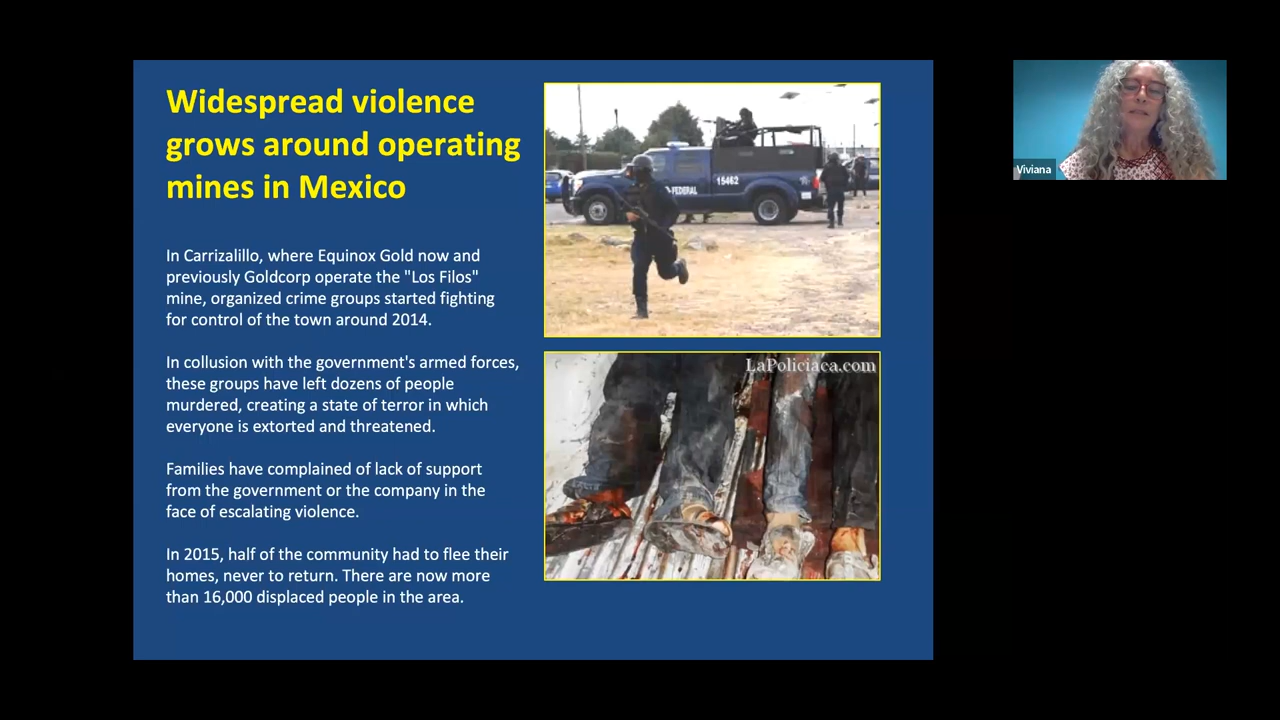 Widespread violence
grows around operating
mines in Mexico
In Carrizalillo, where Equinox Gold now and
previously Goldcorp operate the "Los Filos"
mine, organized crime groups started fighting
for control of the town around 2014.
In collusion with the government's armed forces,
these groups have left dozens of people
murdered, creating a state of terror in which
everyone is extorted and threatened.
Families have complained of lack of support
from the government or the company in the
face of escalating violence.
In 2015, half of the community had to flee their
homes, never to return. There are now more
than 16,000 displaced people in the area.
FEDERAL
15462
LaPoliciaca.com
Viviana